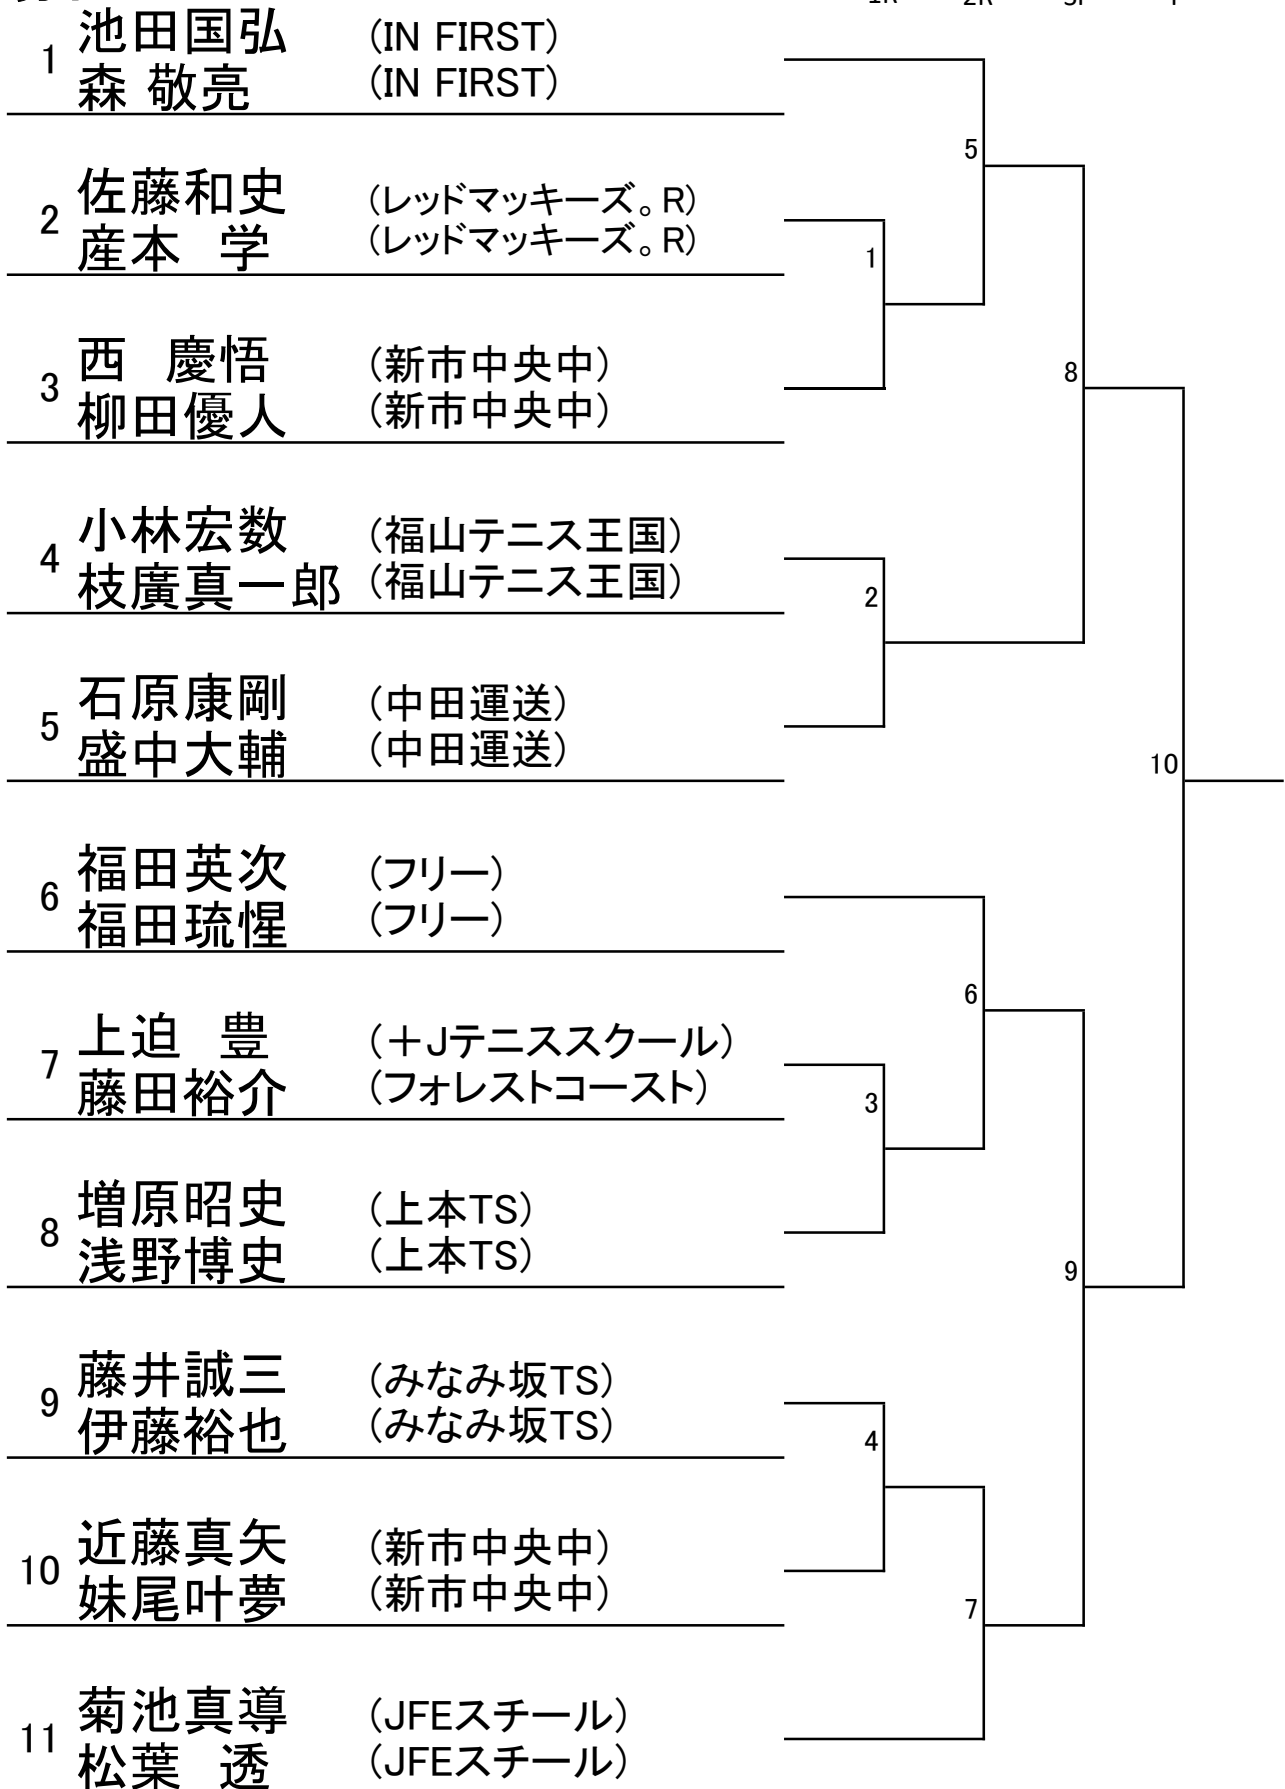 1 池田国弘 (IN FIRST)
森 敬亮 (IN FIRST)
5
2 佐藤和史 (レッドマッキーズ。R)
産本 学 (レッドマッキーズ。R)
1
3 西 慶悟 (新市中央中)
柳田優人 (新市中央中)
8
4 小林宏数 (福山テニス王国)
枝廣真一郎 (福山テニス王国)
2
5 石原康剛 (中田運送)
盛中大輔 (中田運送)
10
6 福田英次 (フリー)
福田琉惺 (フリー)
6
7 上迫 豊 (＋Jテニススクール)
藤田裕介 (フォレストコースト)
3
8 増原昭史 (上本TS)
浅野博史 (上本TS)
9
9 藤井誠三 (みなみ坂TS)
伊藤裕也 (みなみ坂TS)
4
10 近藤真矢 (新市中央中)
妹尾叶夢 (新市中央中)
7
11 菊池真導 (JFEスチール)
松葉 透 (JFEスチール)